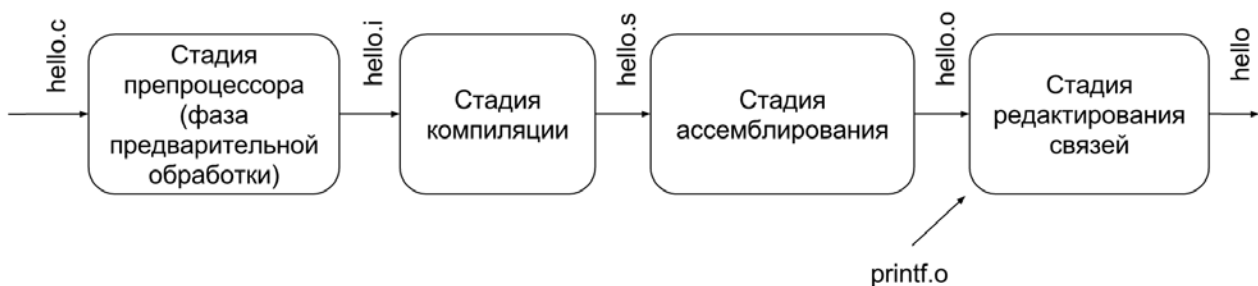 hello.c
Стадия
препроцессора
(фаза
предварительной
обработки)
hello.i
Стадия
компиляции
hello.s
Стадия
ассемблирования
hello.o
Стадия
редактирования
связей
hello
printf.o